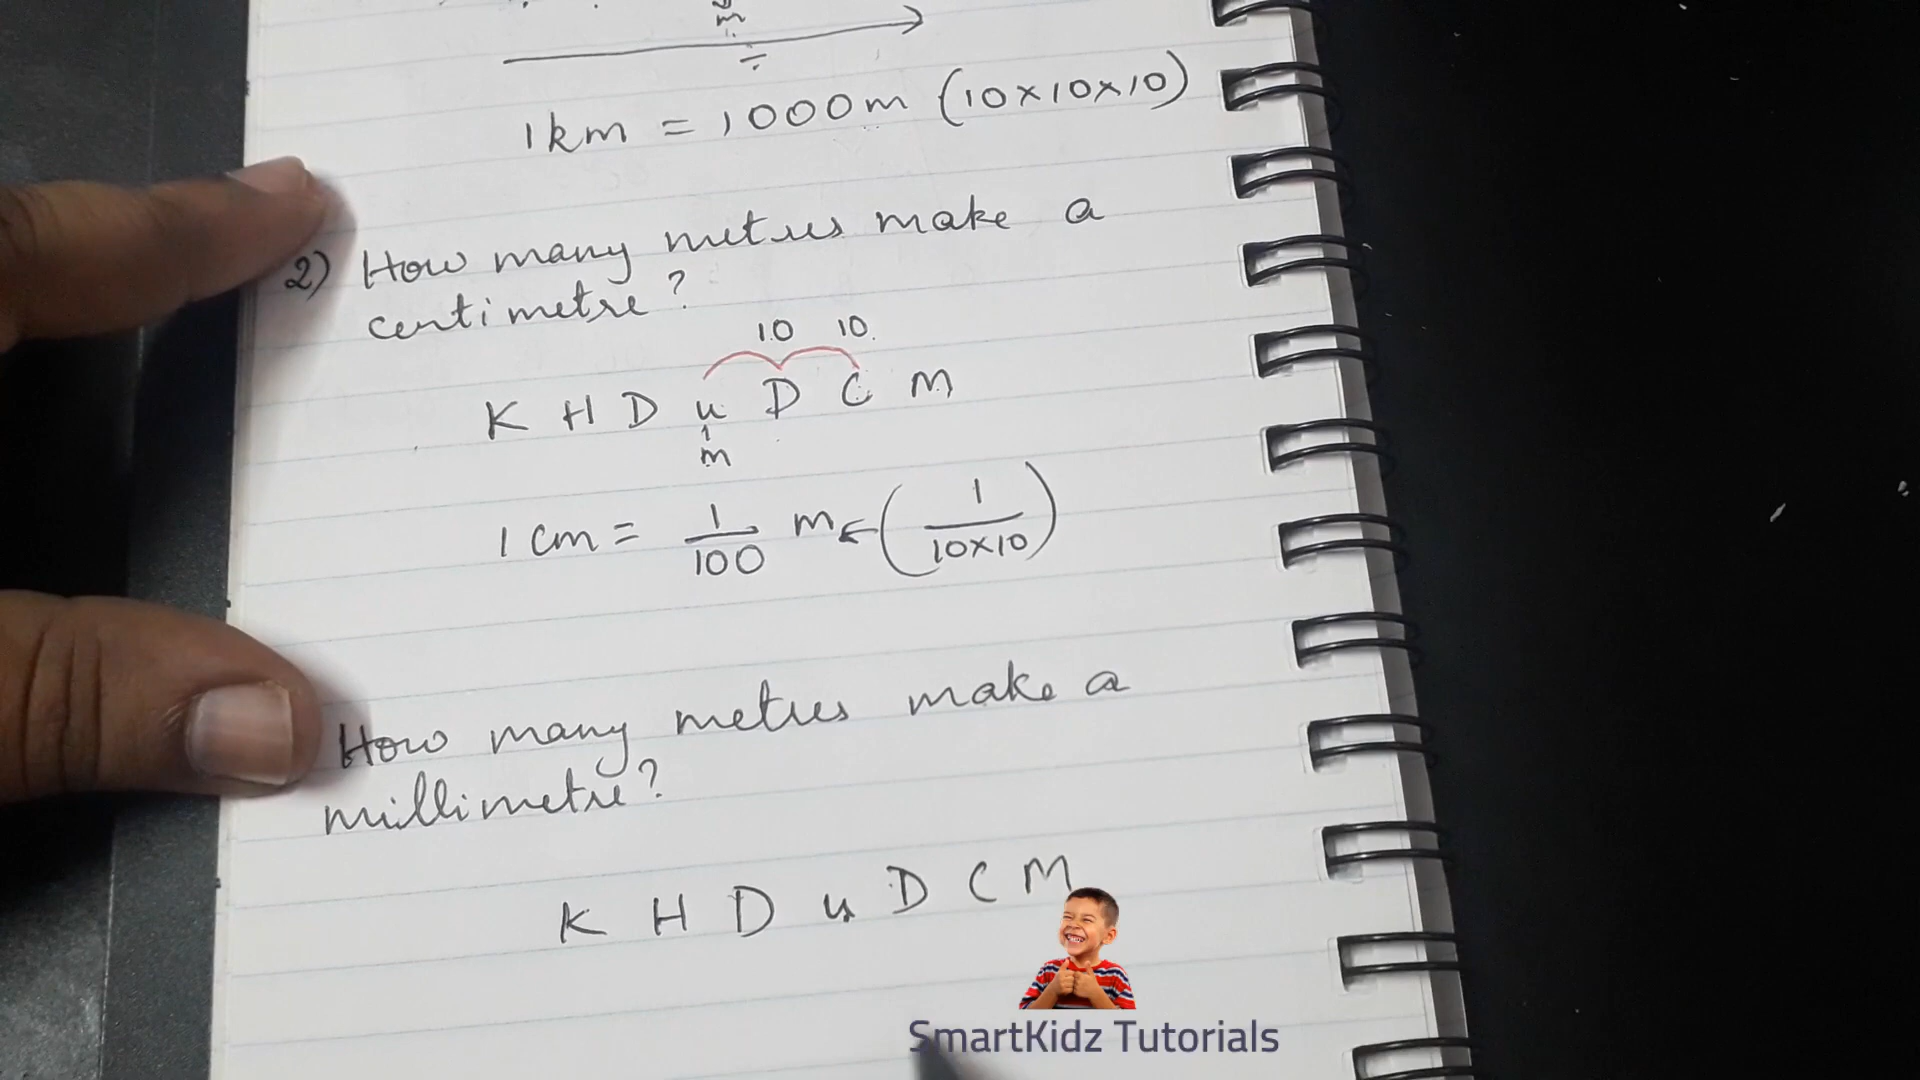 m
÷
1km = 1000m (10×10×10)
2) How many metres make a
centimetre?
10 10
K H D u D C M
↑
m
1 cm = 1/100 m ← (1/10×10)
How many metres make a
millimetre?
K H D u D C M
SmartKidz Tutorials